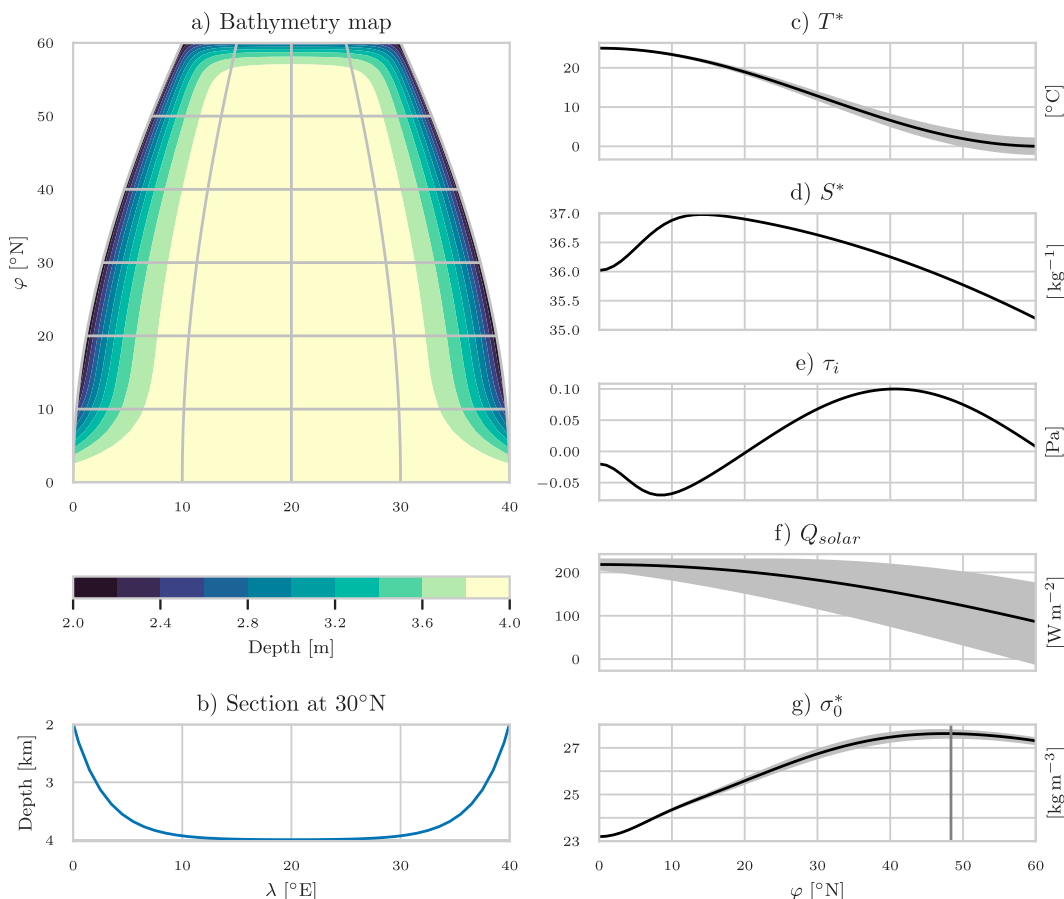 a) Bathymetry map
60
50
40
30
20
10
0
φ [°N]
0 10 20 30 40
2.0 2.4 2.8 3.2 3.6 4.0
Depth [m]
b) Section at 30°N
2
3
4
Depth [km]
0 10 20 30 40
λ [°E]
c) T*
20
10
0
[°C]
d) S*
37.0
36.5
36.0
35.5
35.0
[kg⁻¹]
e) τᵢ
0.10
0.05
0.00
−0.05
[Pa]
f) Q_solar
200
100
0
[W m⁻²]
g) σ₀*
27
25
24
23
[kg m⁻³]
0 10 20 30 40 50 60
φ [°N]